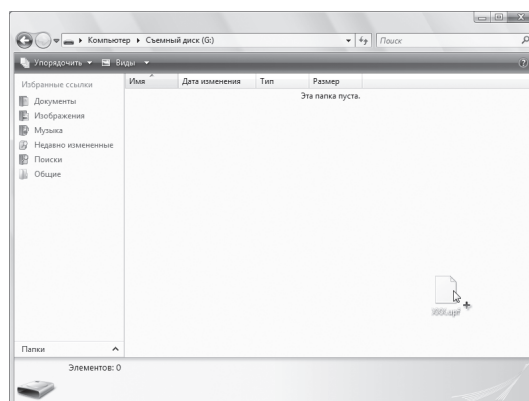 Компьютер Съемный диск (G:) Поиск
Упорядочить Виды
Избранные ссылки
Документы
Изображения
Музыка
Недавно измененные
Поиски
Общие
Папки
Имя Дата изменения Тип Размер
Эта папка пуста.
Элементов: 0